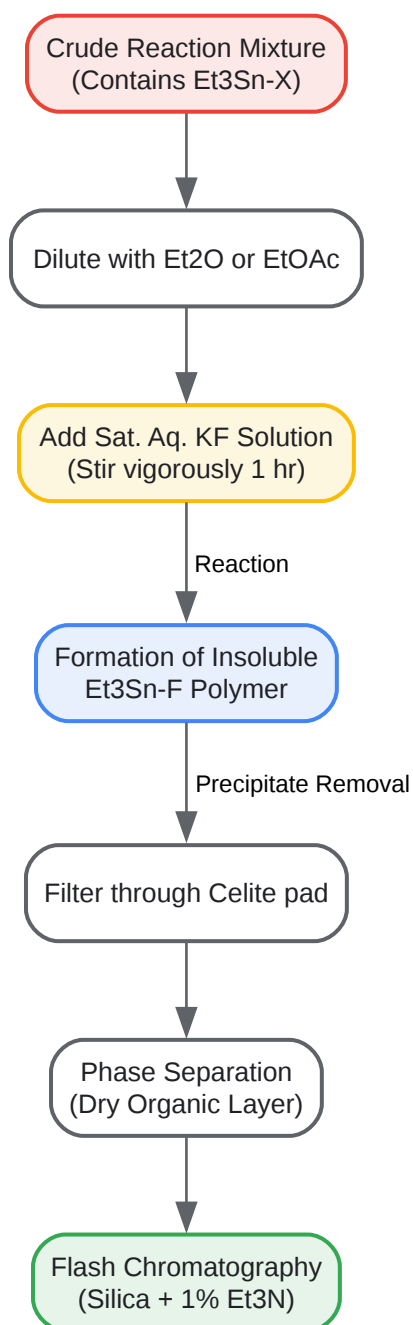 Crude Reaction Mixture
(Contains Et3Sn-X)
Dilute with Et2O or EtOAc
Add Sat. Aq. KF Solution
(Stir vigorously 1 hr)
Reaction
Formation of Insoluble
Et3Sn-F Polymer
Precipitate Removal
Filter through Celite pad
Phase Separation
(Dry Organic Layer)
Flash Chromatography
(Silica + 1% Et3N)